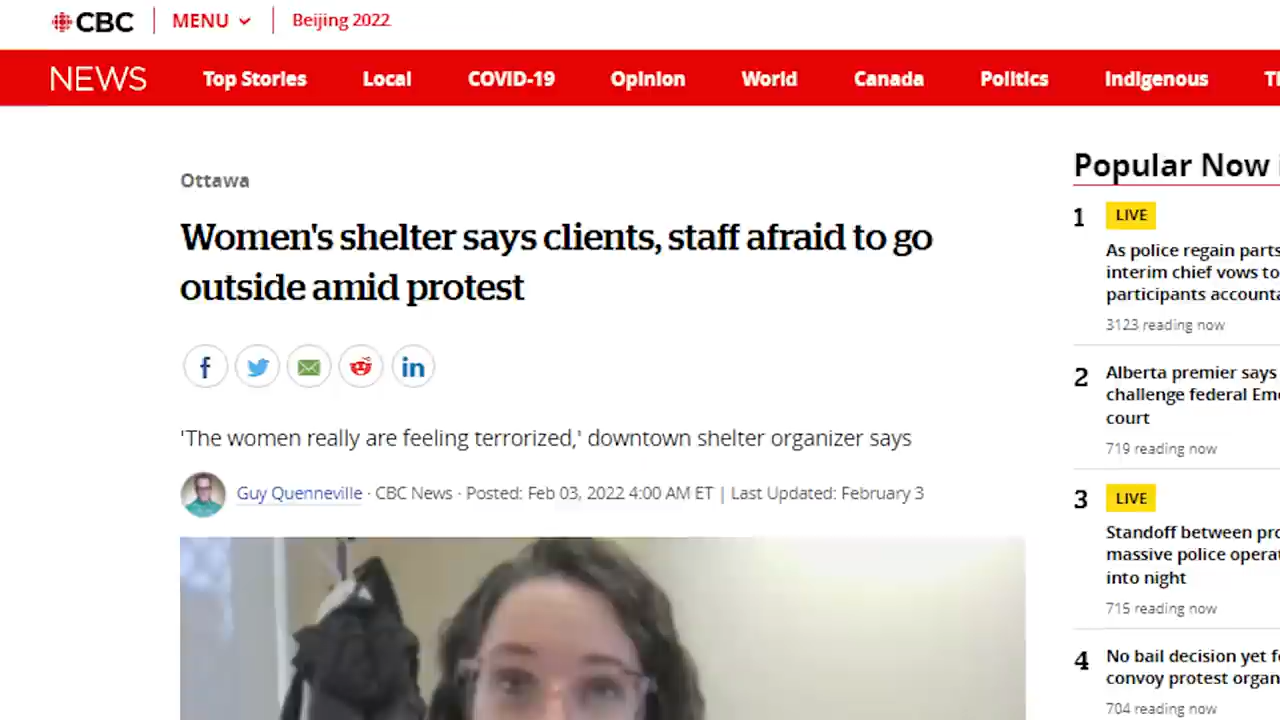 CBC MENU Beijing 2022
NEWS Top Stories Local COVID-19 Opinion World Canada Politics Indigenous
Ottawa
Women's shelter says clients, staff afraid to go
outside amid protest
'The women really are feeling terrorized,' downtown shelter organizer says
Guy Quenneville · CBC News · Posted: Feb 03, 2022 4:00 AM ET | Last Updated: February 3
Popular Now
1 LIVE
As police regain parts
interim chief vows to
participants
3123 reading now
2 Alberta premier says
challenge federal
court
719 reading now
3 LIVE
Standoff between
massive police
into night
715 reading now
4 No bail decision yet
convoy protest
704 reading now